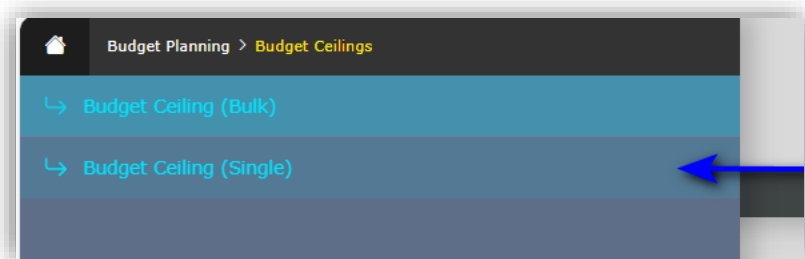 Budget Planning > Budget Ceilings
Budget Ceiling (Bulk)
Budget Ceiling (Single)